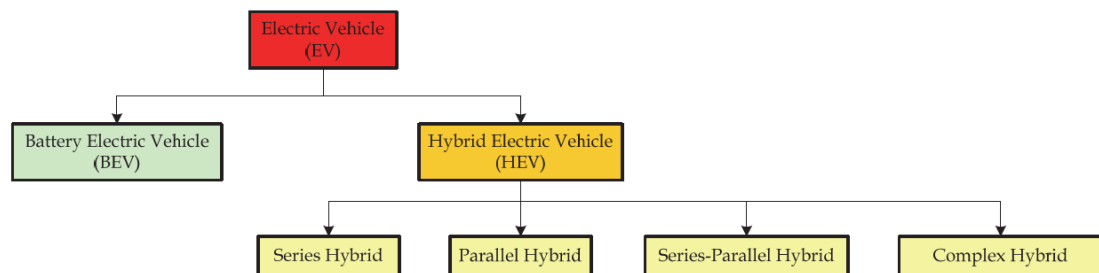 Electric Vehicle
(EV)
Battery Electric Vehicle
(BEV)
Hybrid Electric Vehicle
(HEV)
Series Hybrid
Parallel Hybrid
Series-Parallel Hybrid
Complex Hybrid